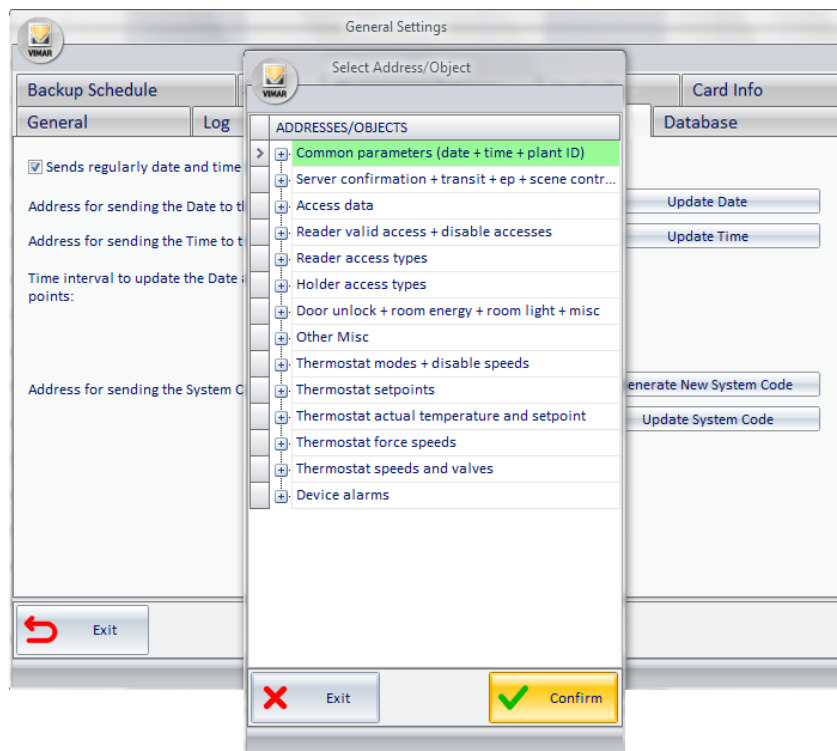 General Settings
VIMAR
Select Address/Object
VIMAR
Backup Schedule
Card Info
General
Log
Database
ADDRESSES/OBJECTS
Common parameters (date + time + plant ID)
Server confirmation + transit + ep + scene contr...
Access data
Reader valid access + disable accesses
Reader access types
Holder access types
Door unlock + room energy + room light + misc
Other Misc
Thermostat modes + disable speeds
Thermostat setpoints
Thermostat actual temperature and setpoint
Thermostat force speeds
Thermostat speeds and valves
Device alarms
Sends regularly date and time
Address for sending the Date to th
Update Date
Address for sending the Time to t
Update Time
Time interval to update the Date a
points:
Address for sending the System C
enerate New System Code
Update System Code
Exit
Exit
Confirm